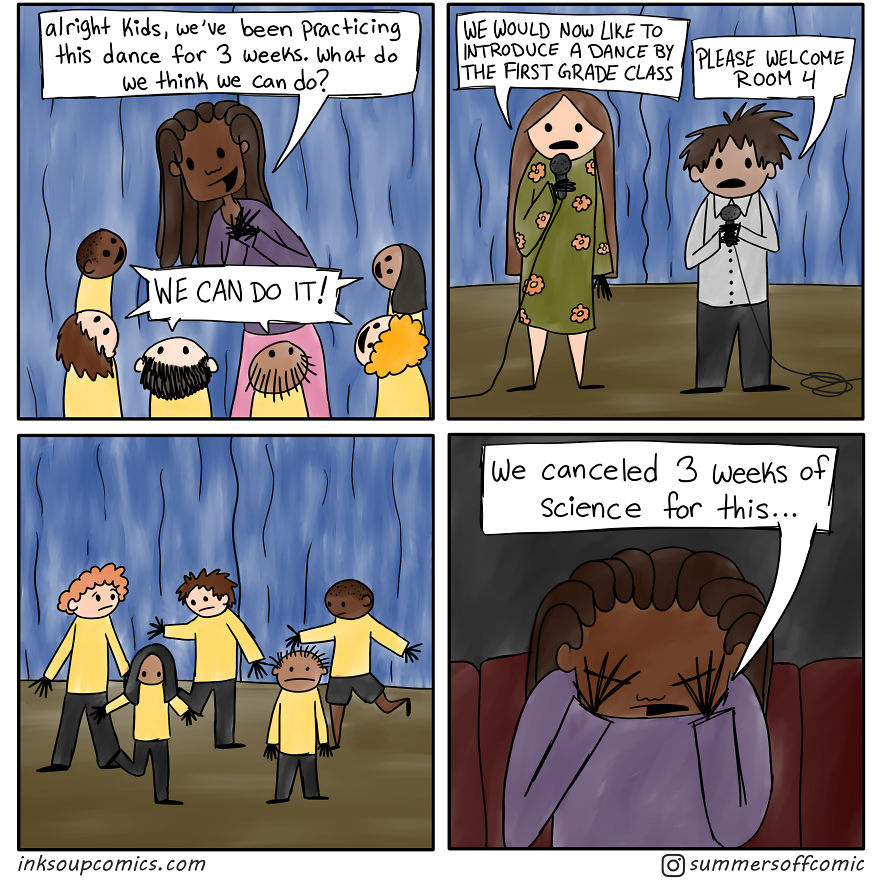 alright kids, we've been practicing
this dance for 3 weeks. what do
we think we can do?
WE CAN DO IT!
WE WOULD NOW LIKE TO
INTRODUCE A DANCE BY
THE FIRST GRADE CLASS
PLEASE WELCOME
ROOM 4
We canceled 3 weeks of
science for this...
inksoupcomics.com
summersoffcomic